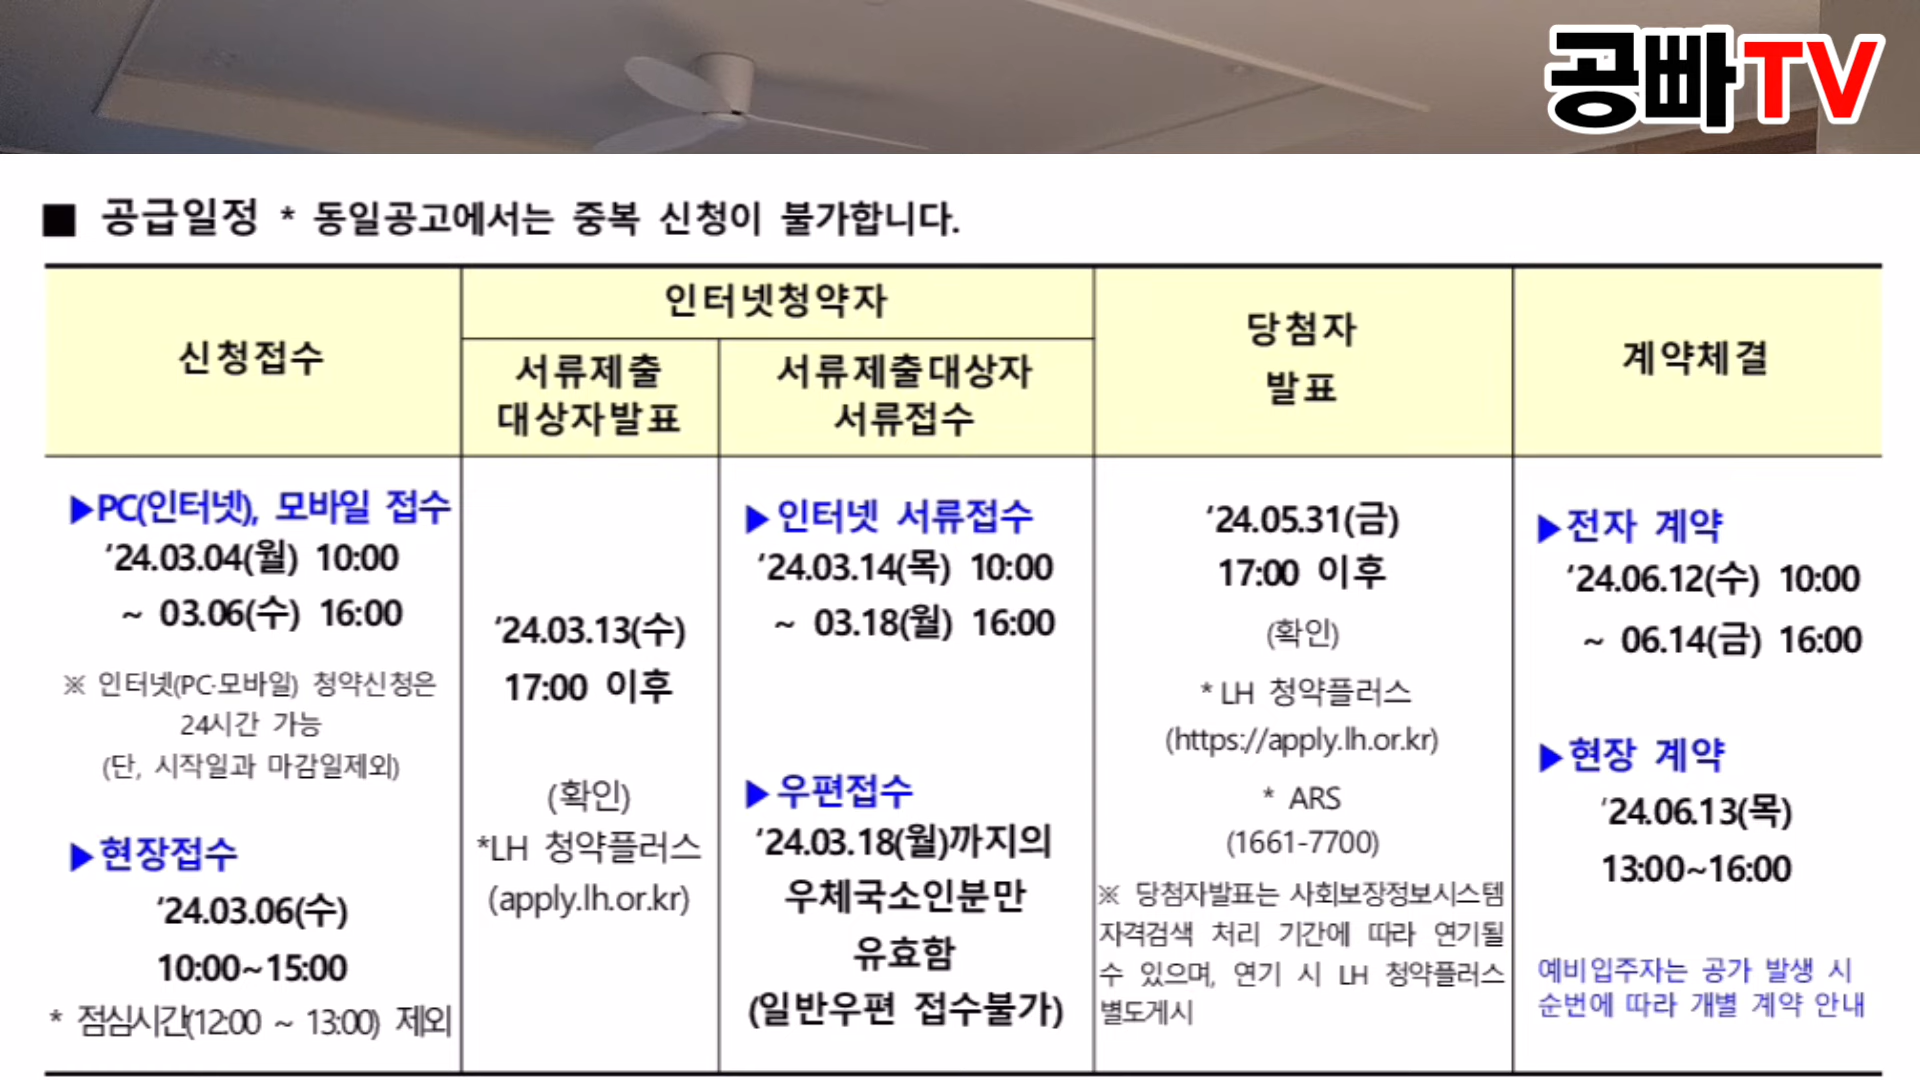 공빠TV
■ 공급일정 * 동일공고에서는 중복 신청이 불가합니다.
신청접수
인터넷청약자
서류제출
대상자발표
서류제출대상자
서류접수
당첨자
발표
계약체결
▶PC(인터넷), 모바일 접수
‘24.03.04(월) 10:00
~ 03.06(수) 16:00
※ 인터넷(PC·모바일) 청약신청은
24시간 가능
(단, 시작일과 마감일제외)
▶현장접수
‘24.03.06(수)
10:00~15:00
* 점심시간(12:00 ~ 13:00) 제외
‘24.03.13(수)
17:00 이후
(확인)
*LH 청약플러스
(apply.lh.or.kr)
▶인터넷 서류접수
‘24.03.14(목) 10:00
~ 03.18(월) 16:00
▶우편접수
‘24.03.18(월)까지의
우체국소인분만
유효함
(일반우편 접수불가)
‘24.05.31(금)
17:00 이후
(확인)
* LH 청약플러스
(https://apply.lh.or.kr)
* ARS
(1661-7700)
※ 당첨자발표는 사회보장정보시스템
자격검색 처리 기간에 따라 연기될
수 있으며, 연기 시 LH 청약플러스
별도게시
▶전자 계약
‘24.06.12(수) 10:00
~ 06.14(금) 16:00
▶현장 계약
‘24.06.13(목)
13:00~16:00
예비입주자는 공가 발생 시
순번에 따라 개별 계약 안내